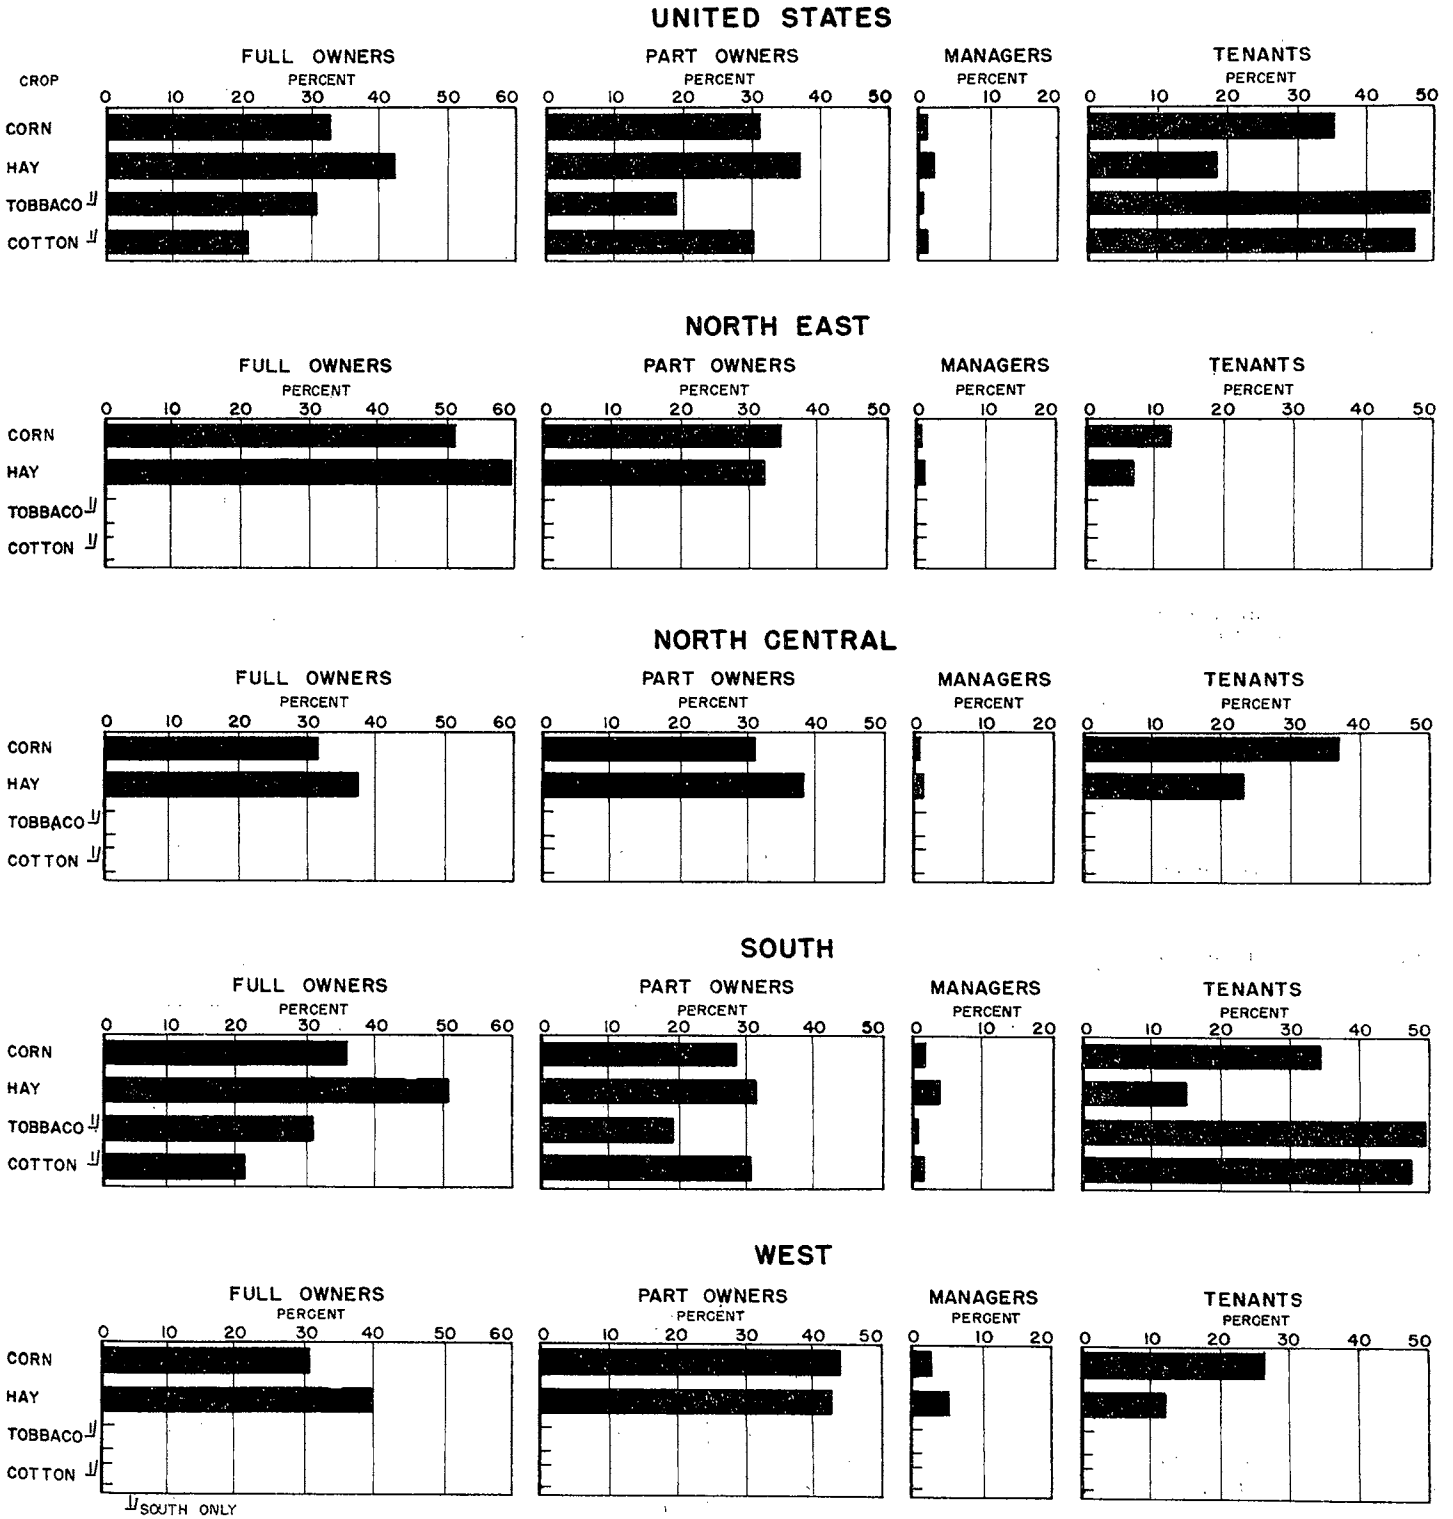 UNITED STATES
FULL OWNERS PART OWNERS MANAGERS TENANTS
CROP PERCENT PERCENT PERCENT PERCENT
0 10 20 30 40 50 60 0 10 20 30 40 50 0 10 20 0 10 20 30 40 50
CORN
HAY
TOBBACO 1/
COTTON 1/
NORTH EAST
FULL OWNERS PART OWNERS MANAGERS TENANTS
PERCENT PERCENT PERCENT PERCENT
0 10 20 30 40 50 60 0 10 20 30 40 50 0 10 20 0 10 20 30 40 50
CORN
HAY
TOBBACO 1/
COTTON 1/
NORTH CENTRAL
FULL OWNERS PART OWNERS MANAGERS TENANTS
PERCENT PERCENT PERCENT PERCENT
0 10 20 30 40 50 60 0 10 20 30 40 50 0 10 20 0 10 20 30 40 50
CORN
HAY
TOBBACO 1/
COTTON 1/
SOUTH
FULL OWNERS PART OWNERS MANAGERS TENANTS
PERCENT PERCENT PERCENT PERCENT
0 10 20 30 40 50 60 0 10 20 30 40 50 0 10 20 0 10 20 30 40 50
CORN
HAY
TOBBACO 1/
COTTON 1/
WEST
FULL OWNERS PART OWNERS MANAGERS TENANTS
PERCENT PERCENT PERCENT PERCENT
0 10 20 30 40 50 60 0 10 20 30 40 50 0 10 20 0 10 20 30 40 50
CORN
HAY
TOBBACO 1/
COTTON 1/
1/ SOUTH ONLY